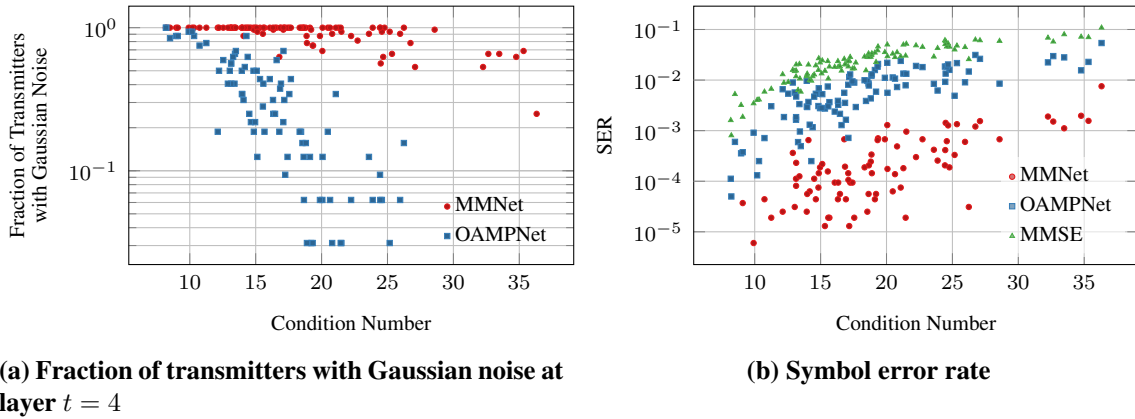 Fraction of Transmitters
with Gaussian Noise
10⁰
10⁻¹
MMNet
OAMPNet
10 15 20 25 30 35
Condition Number
(a) Fraction of transmitters with Gaussian noise at
layer t = 4
SER
10⁻¹
10⁻²
10⁻³
10⁻⁴
10⁻⁵
MMNet
OAMPNet
MMSE
10 15 20 25 30 35
Condition Number
(b) Symbol error rate